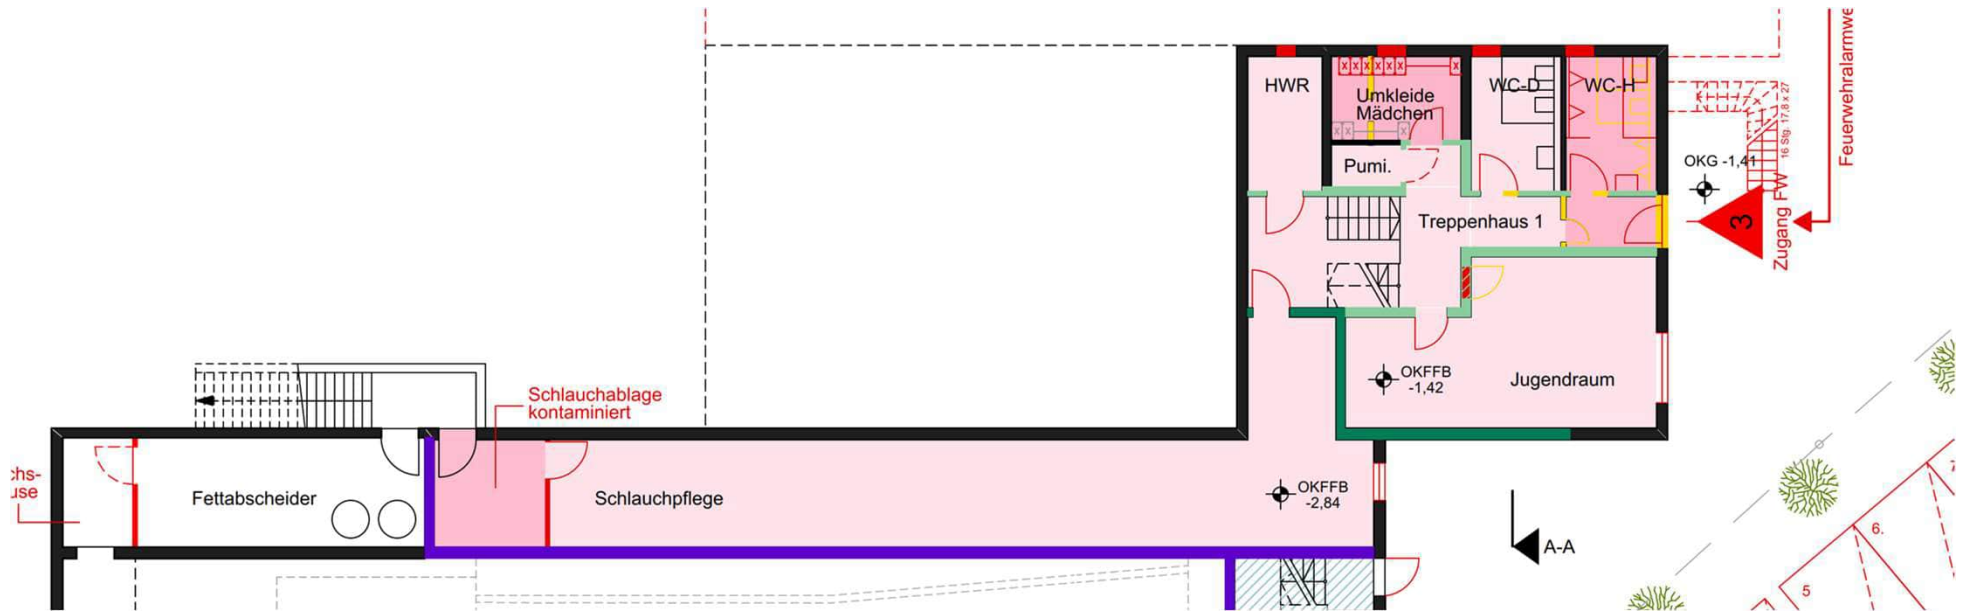 HWR
Umkleide
Mädchen
WC-D
WC-H
Pumi.
Treppenhaus 1
OKG -1,41
16 Stg. 17,8 x 27
Feuerwehralarmwe
3
Zugang FW
OKFFB
-1,42
Jugendraum
Schlauchablage
kontaminiert
chs-
use
Fettabscheider
Schlauchpflege
OKFFB
-2,84
A-A
5
6.
7
x x x x x x x
x x x